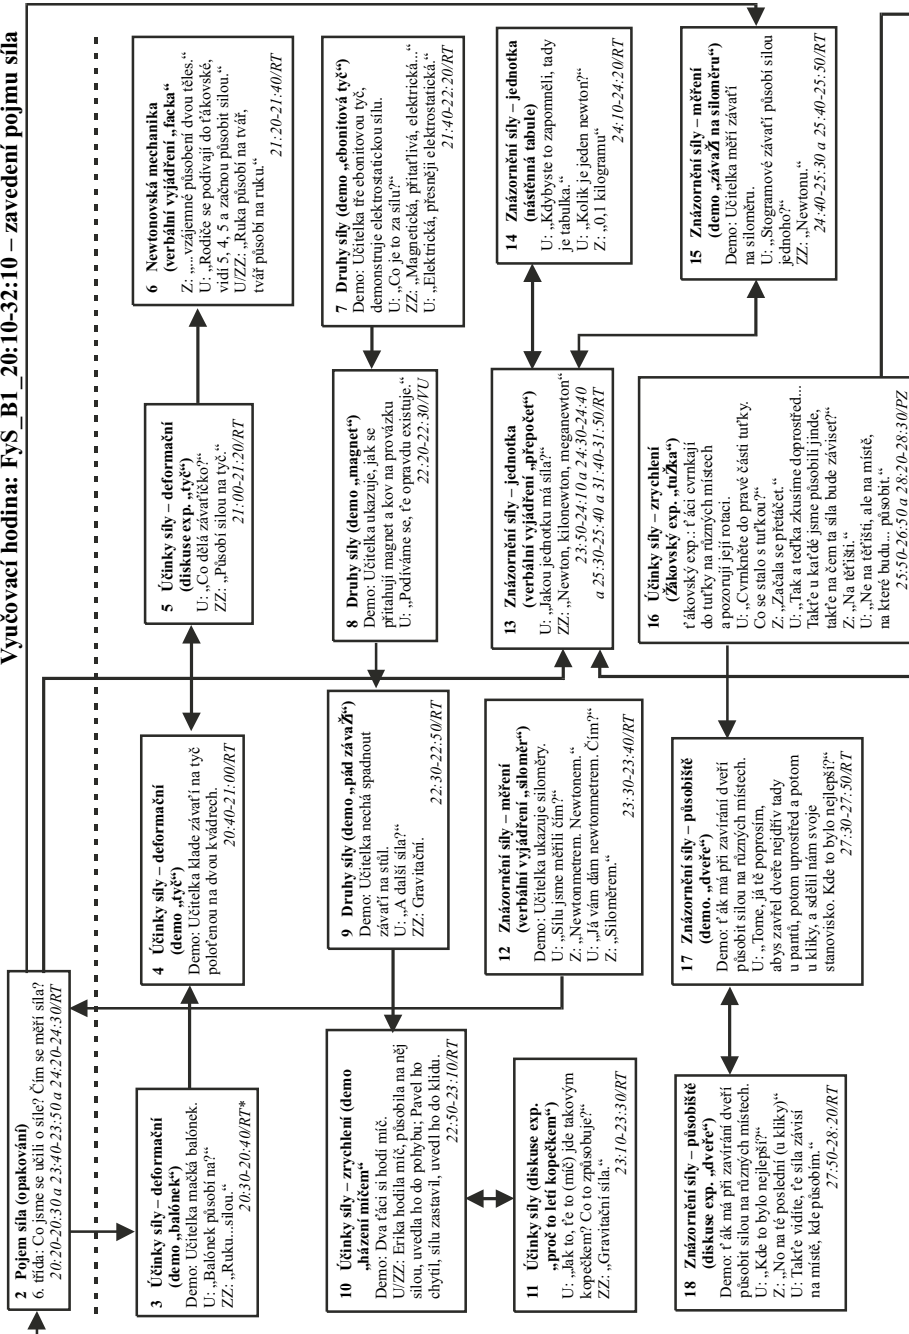 Vyučovací hodina: FyS_B1_20:10-32:10 – zavedení pojmu síla
2 Pojem síla (opakování)
6. třída: Co jsme se učili o síle? Čím se měří síla?
20:20-20:30 a 23:40-23:50 a 24:20-24:30/RT
3 Účinky síly – deformační
(demo „balónek“)
Demo: Učitelka mačká balónek.
U: „Balónek působí na?“
ZZ: „Ruku...silou.“
20:30-20:40/RT*
4 Účinky síly – deformační
(demo „tyč“)
Demo: Učitelka klade závaťí na tyč
poloťenou na dvou kvádrech.
20:40-21:00/RT
5 Účinky síly – deformační
(diskuse exp. „tyč“)
U: „Co dělá závaťíčko?“
ZZ: „Působí silou na tyč.“
21:00-21:20/RT
6 Newtonovská mechanika
(verbální vyjádření „facka“)
Z: „...vzájemné působení dvou těles.“
U: „Rodiče se podívají do ťákovské,
vidí 5, 4, 5 a začnou působit silou.“
U/ZZ: „Ruka působí na tvář,
tvář působí na ruku.“
21:20-21:40/RT
7 Druhy síly (demo „ebonitová tyč“)
Demo: Učitelka tře ebonitovou tyč,
demonstruje elektrostatickou sílu.
U: „Co je to za sílu?“
ZZ: „Magnetická, přitaťlivá, elektrická...“
U: „Elektrická, přesněji elektrostatická.“
21:40-22:20/RT
8 Druhy síly (demo „magnet“)
Demo: Učitelka ukazuje, jak se
přitahují magnet a kov na provázku
U: „Podíváme se, ťe opravdu existuje.“
22:20-22:30/VU
9 Druhy síly (demo „pád závaŽí“)
Demo: Učitelka nechá spadnout
závaťí na stůl.
U: „A další síla?“
ZZ: Gravitační.
22:30-22:50/RT
10 Účinky síly – zrychlení (demo
„házení míčem“
Demo: Dva ťáci si hodí míč.
U/ZZ: Erika hodila míč, působila na něj
silou, uvedla ho do pohybu; Pavel ho
chytil, sílu zastavil, uvedl ho do klidu.
22:50-23:10/RT
11 Účinky síly (diskuse exp.
„proč to letí kopečkem“)
U: „Jak to, ťe to (míč) jde takovým
kopečkem? Co to způsobuje?“
ZZ: „Gravitační síla.“
23:10-23:30/RT
12 Znázornění síly – měření
(verbální vyjádření „siloměr“)
Demo: Učitelka ukazuje siloměry.
U: „Sílu jsme měřili čím?“
Z: „Newtonmetrem. Newtonem.“
U: „Já vám dám newtonmetrem. Čím?“
Z: „Siloměrem.“
23:30-23:40/RT
13 Znázornění síly – jednotka
(verbální vyjádření „přepočet“)
U: „Jakou jednotku má síla?“
ZZ: „Newton, kilonewton, meganewton“
23:50-24:10 a 24:30-24:40
a 25:30-25:40 a 31:40-31:50/RT
14 Znázornění síly – jednotka
(nástěnná tabule)
U: „Kdybyste to zapomněli, tady
je tabulka.“
U: „Kolik je jeden newton?“
Z: „0,1 kilogramu“
24:10-24:20/RT
15 Znázornění síly – měření
(demo „závaŽí na siloměru“)
Demo: Učitelka měří závaťí
na siloměru.
U: „Stogramové závaťí působí silou
jednoho?“
ZZ: „Newtonu.“
24:40-25:30 a 25:40-25:50/RT
16 Účinky síly – zrychlení
(Žákovský exp. „tuŽka“)
ťákovský exp.: ť áci cvrnkají
do tuťky na různých místech
a pozorují její rotaci.
U: „Cvrnkněte do pravé části tuťky.
Co se stalo s tuťkou?“
Z: „Začala se přetáčet.“
U: „Tak a teďka zkusíme doprostřed...
Takťe u kaťdé jsme působili jinde,
takťe na čem ta síla bude záviset?“
Z: „Na těťišti.“
U: „Ne na těťišti, ale na místě,
na které budu... působit.“
25:50-26:50 a 28:20-28:30/PZ
17 Znázornění síly – působiště
(demo. „dveře“)
Demo: ť ák má při zavírání dveří
působit silou na různých místech.
U: „Tome, já tě poprosím,
abys zavřel dveře nejdřív tady
u pantů, potom uprostřed a potom
u kliky, a sdělil nám svoje
stanovisko. Kde to bylo nejlepší?“
27:30-27:50/RT
18 Znázornění síly – působiště
(diskuse exp. „dveře“)
Demo: ť ák má při zavírání dveří
působit silou na různých místech.
U: „Kde to bylo nejlepší?“
Z: „No na té poslední (u kliky)“
U: Takťe vidíte, ťe síla závisí
na místě, kde působím.“
27:50-28:20/RT